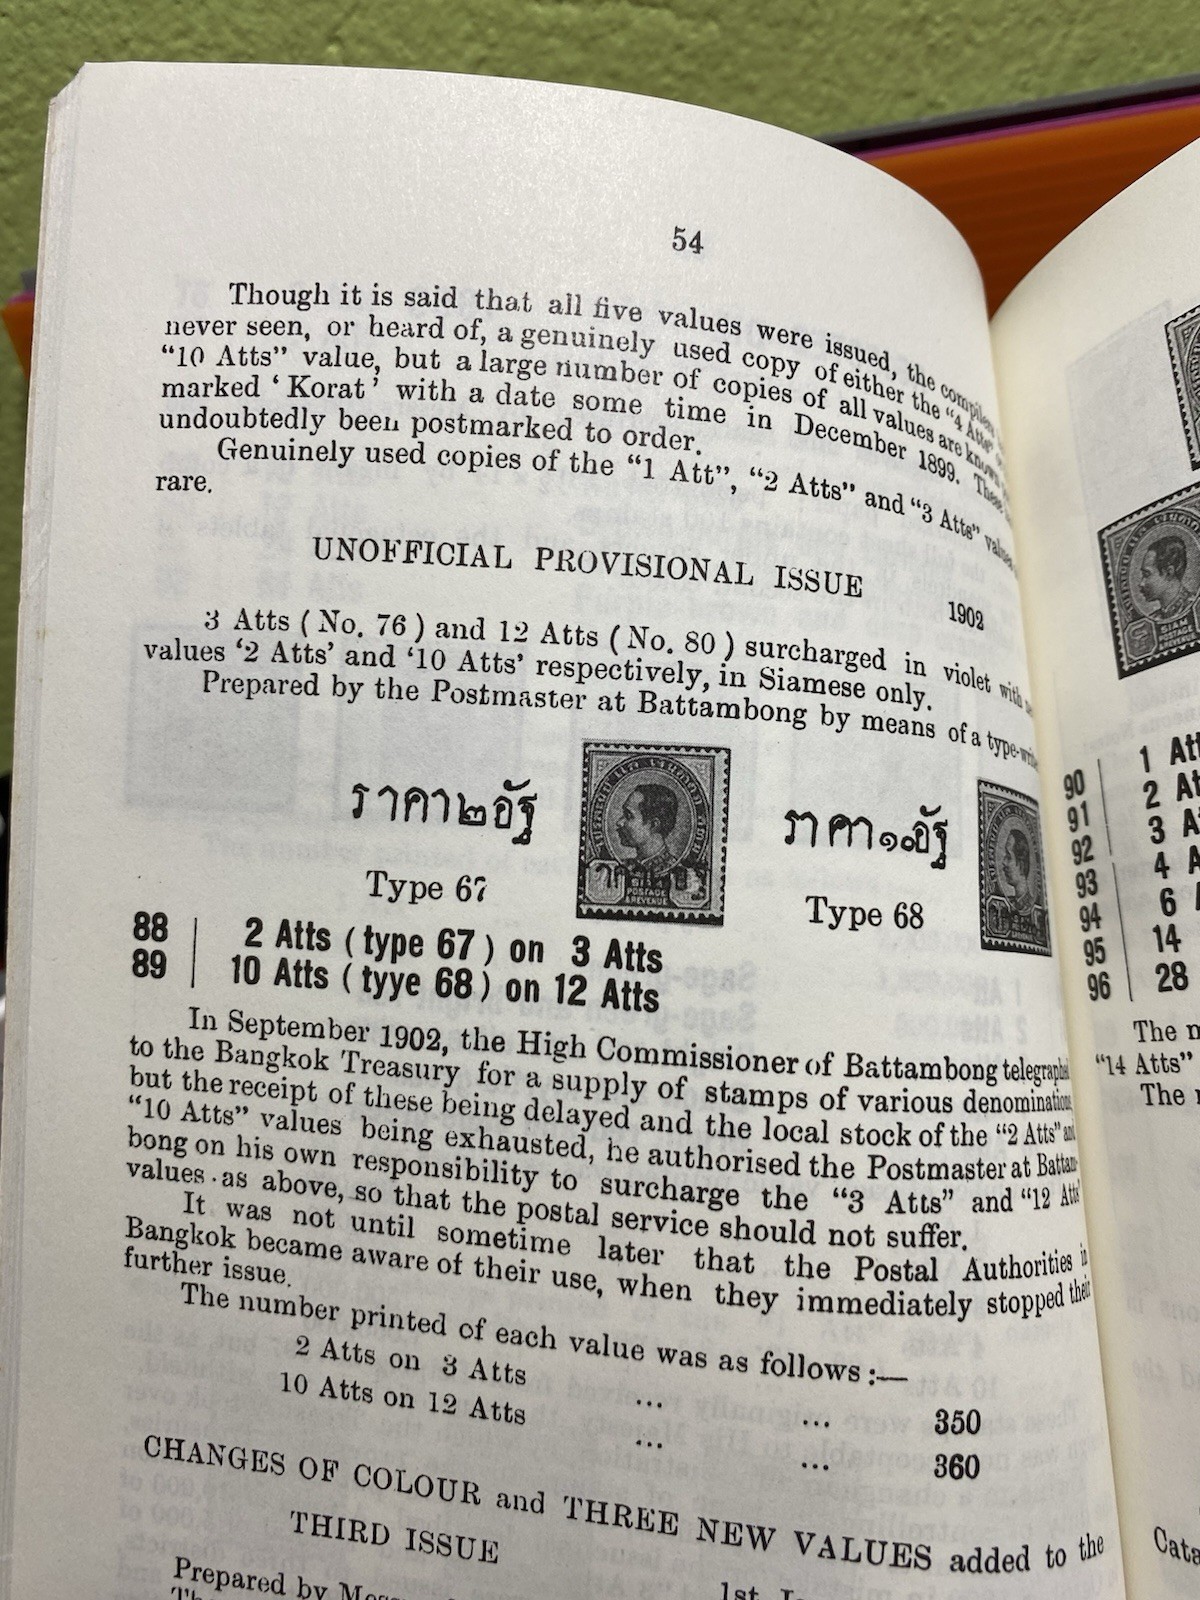 54
Though it is said that all five values were issued, the compilers
never seen, or heard of, a genuinely used copy of either the "4 Atts"
"10 Atts" value, but a large number of copies of all values are known
marked ' Korat ' with a date some time in December 1899. These
undoubtedly been postmarked to order.
Genuinely used copies of the "1 Att", "2 Atts" and "3 Atts" values
rare.
UNOFFICIAL PROVISIONAL ISSUE
1902
3 Atts ( No. 76 ) and 12 Atts ( No. 80 ) surcharged in violet with
values '2 Atts' and '10 Atts' respectively, in Siamese only.
Prepared by the Postmaster at Battambong by means of a type-write
ราคา๒อัฐ
Type 67
SIAM
POSTAGE
&REVENUE
ราคา๑๐อัฐ
Type 68
88 2 Atts ( type 67 ) on 3 Atts
89 10 Atts ( tyye 68 ) on 12 Atts
In September 1902, the High Commissioner of Battambong telegraphed
to the Bangkok Treasury for a supply of stamps of various denominations,
but the receipt of these being delayed and the local stock of the "2 Atts" and
"10 Atts" values being exhausted, he authorised the Postmaster at Battam-
bong on his own responsibility to surcharge the "3 Atts" and "12 Atts"
values as above, so that the postal service should not suffer.
It was not until sometime later that the Postal Authorities in
Bangkok became aware of their use, when they immediately stopped their
further issue.
The number printed of each value was as follows :—
2 Atts on 3 Atts ... ... 350
10 Atts on 12 Atts ... ... 360
CHANGES OF COLOUR and THREE NEW VALUES added to the
THIRD ISSUE
Prepared by
1st.
SIAM
90 1 Att
91 2 At
92 3 A
93 4 A
94 6
95 14
96 28
The
"14 Atts"
The
Cata